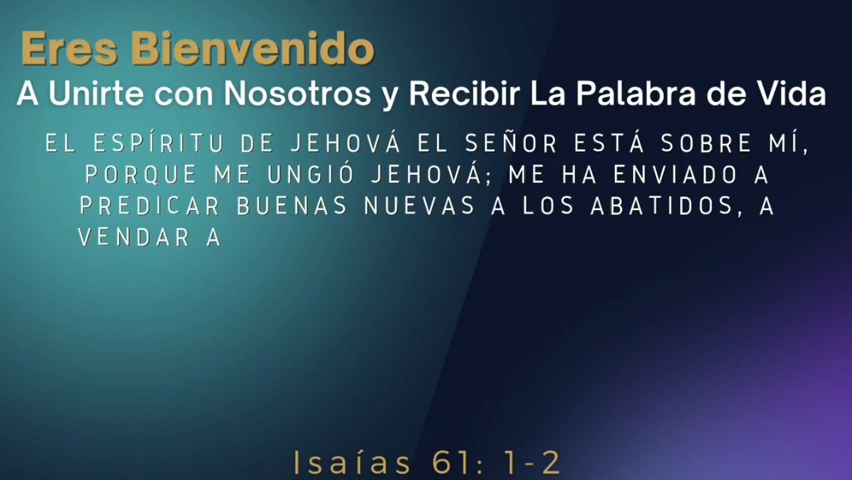 Eres Bienvenido
A Unirte con Nosotros y Recibir La Palabra de Vida
EL ESPÍRITU DE JEHOVÁ EL SEÑOR ESTÁ SOBRE MÍ,
PORQUE ME UNGIÓ JEHOVÁ; ME HA ENVIADO A
PREDICAR BUENAS NUEVAS A LOS ABATIDOS, A
VENDAR A
Isaías 61: 1-2